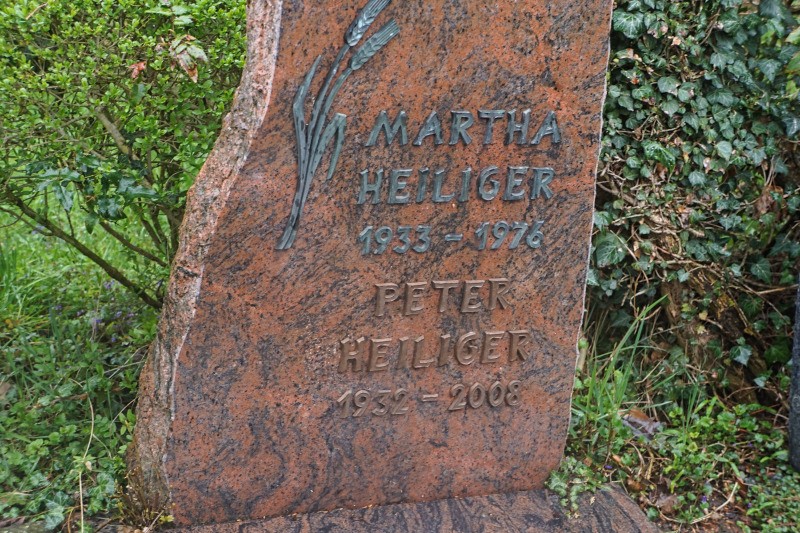 MARTHA
HEILIGER
1933 - 1976
PETER
HEILIGER
1932 - 2008